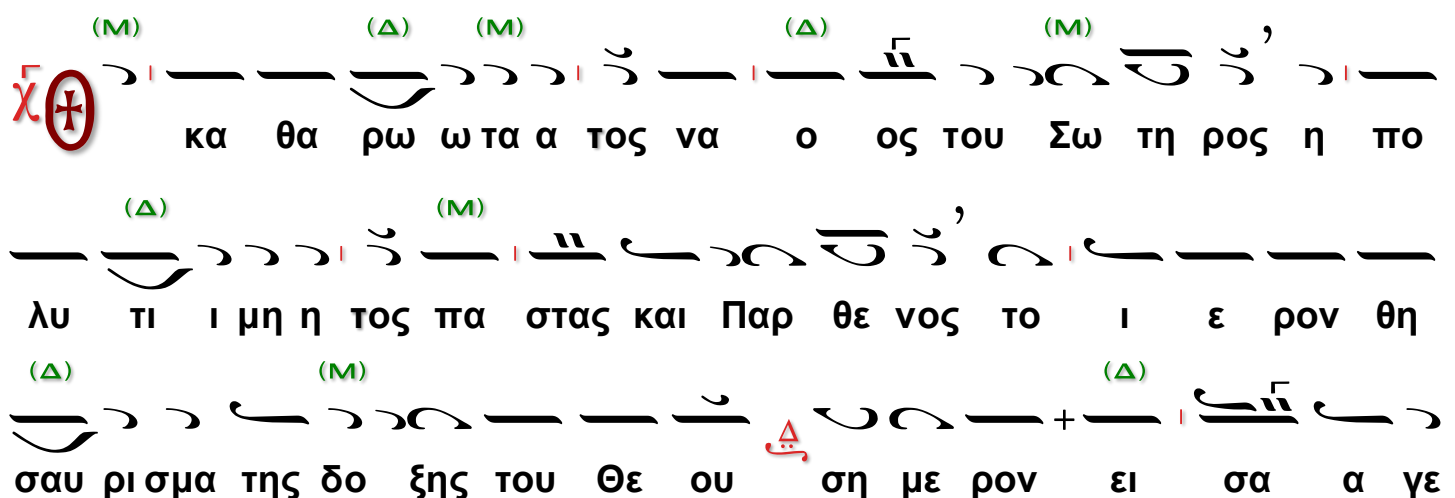 (Μ) (Δ) (Μ) (Δ) (Μ)
Ο κα θα ρω ω τα α τος να ο ος του Σω τη ρος η πο
(Δ) (Μ)
λυ τι ι μη η τος πα στας και Παρ θε νος το ι ε ρον θη
(Δ) (Μ) (Δ)
σαυ ρι σμα της δο ξης του Θε ου Δ ση με ρον ει σα α γε